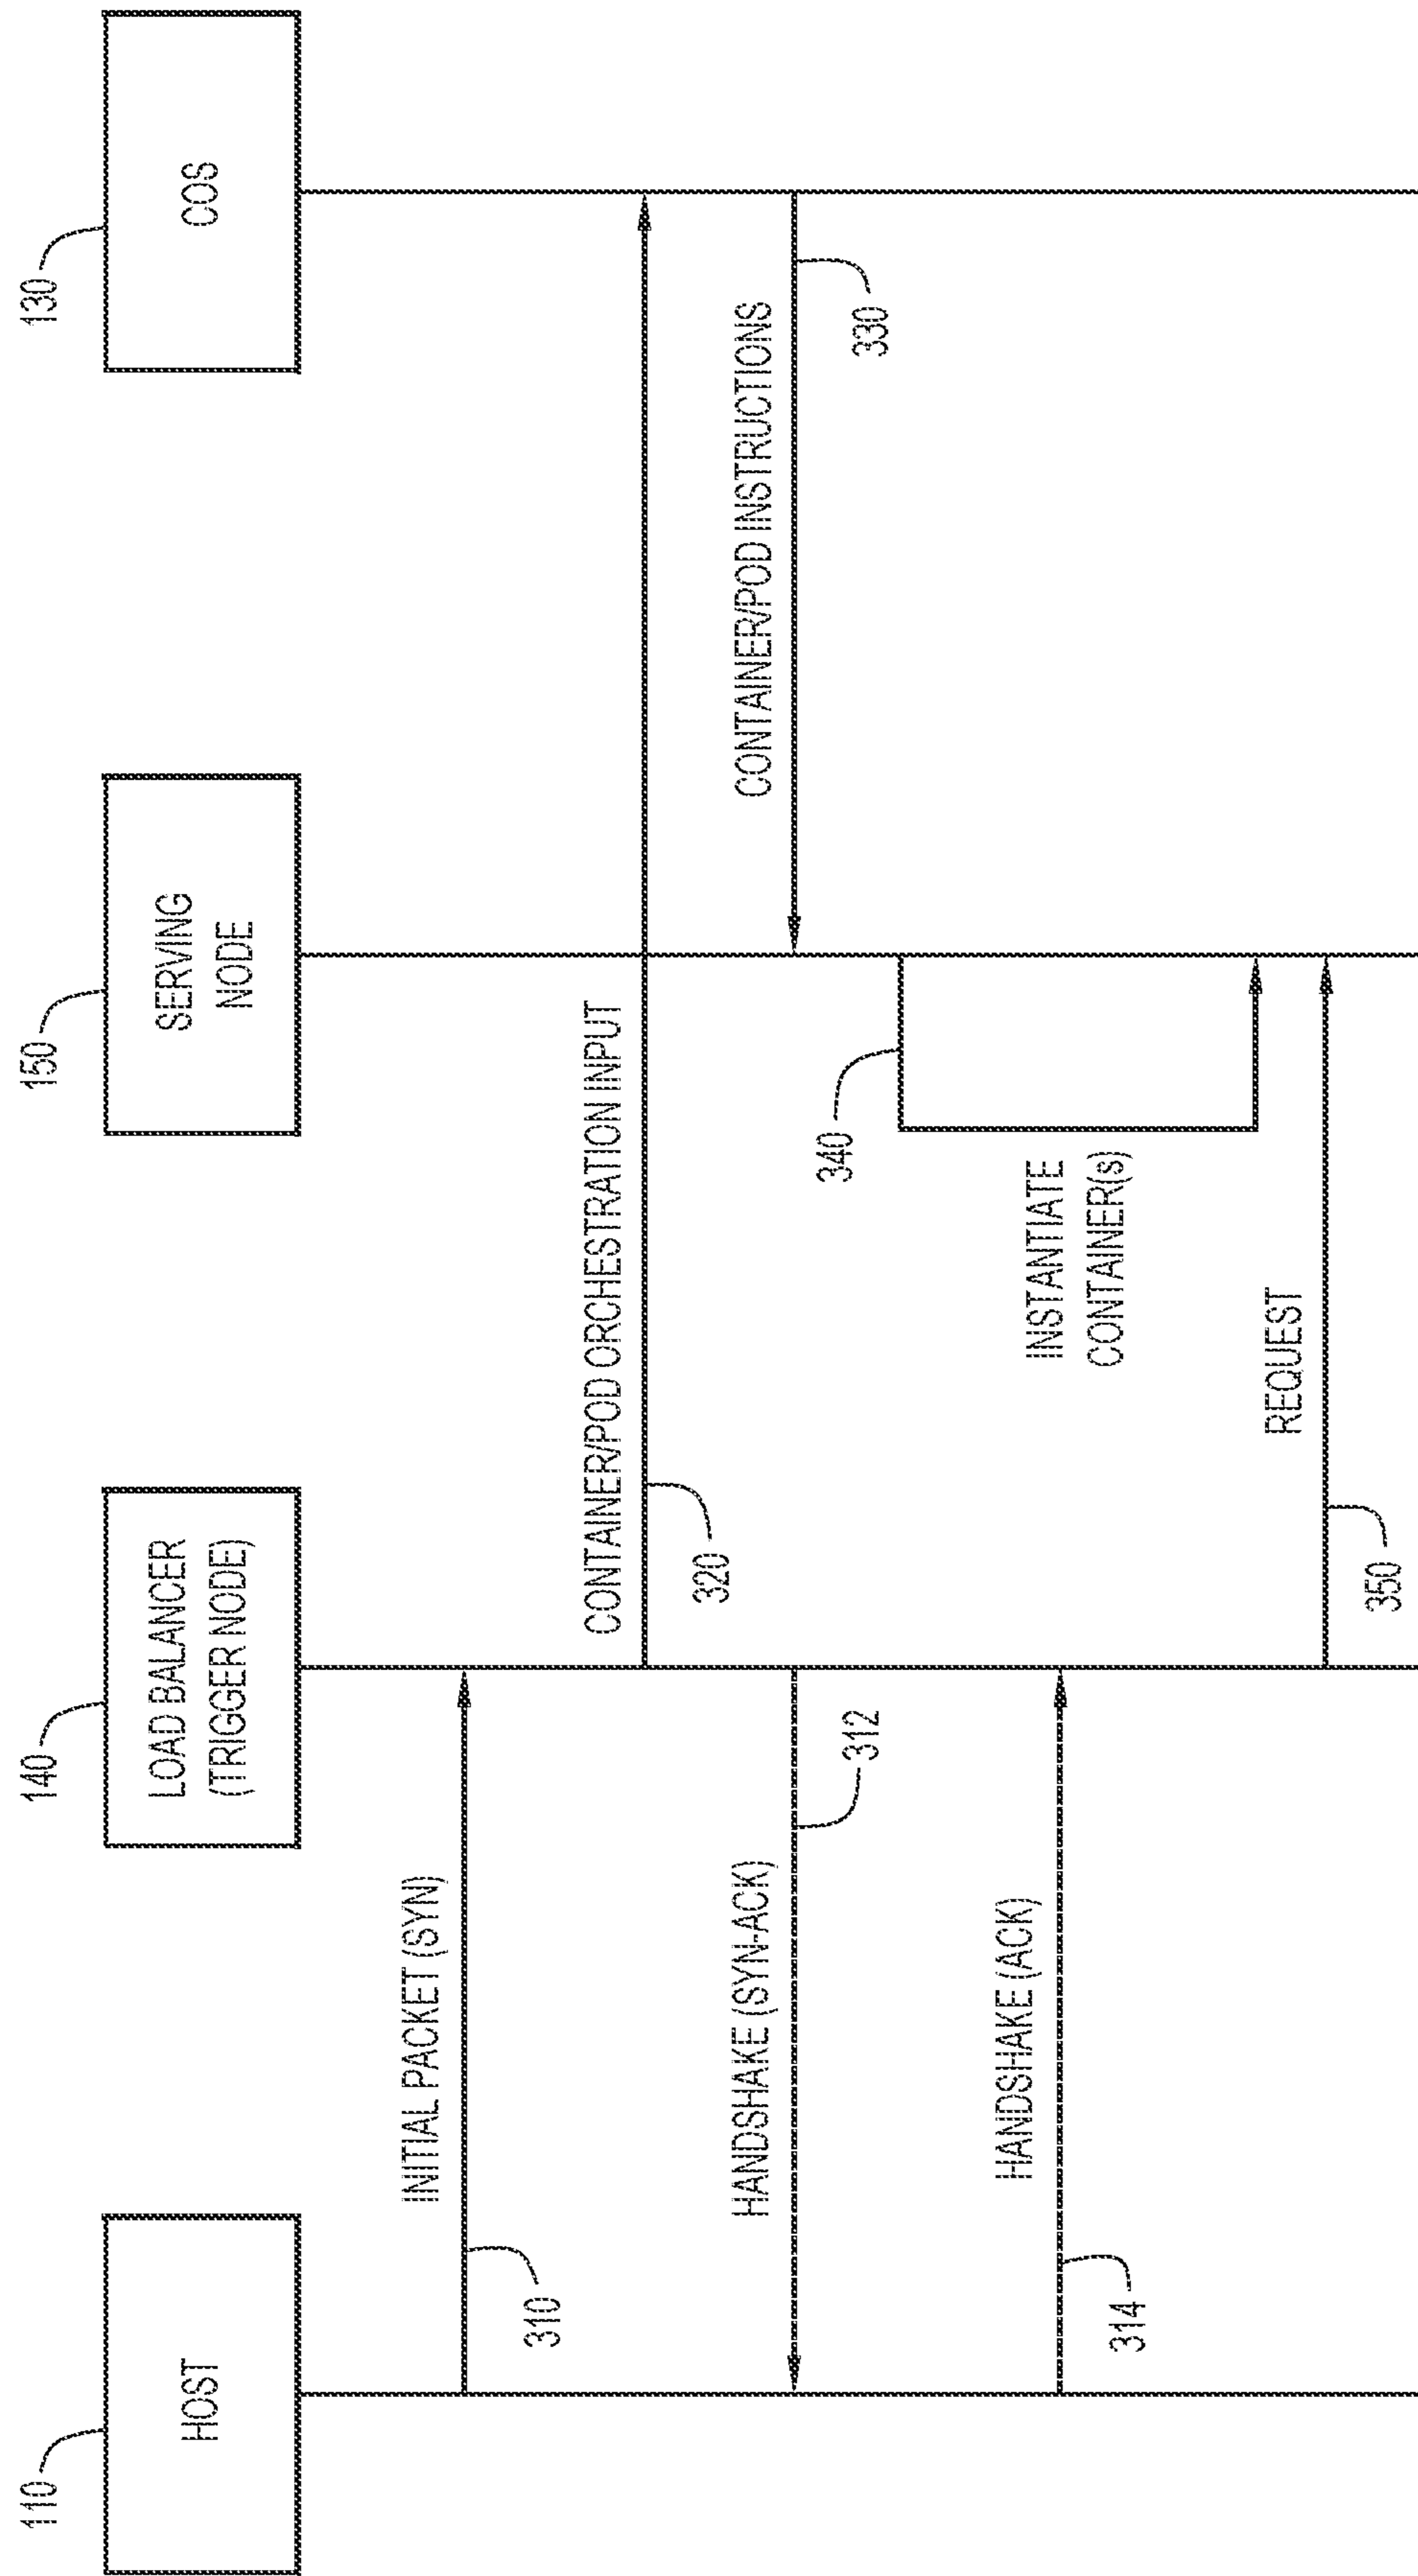 110
HOST
140
LOAD BALANCER
(TRIGGER NODE)
150
SERVING
NODE
130
COS
INITIAL PACKET (SYN)
310
CONTAINER/POD ORCHESTRATION INPUT
320
HANDSHAKE (SYN-ACK)
312
CONTAINER/POD INSTRUCTIONS
330
340
INSTANTIATE
CONTAINER(s)
HANDSHAKE (ACK)
314
REQUEST
350